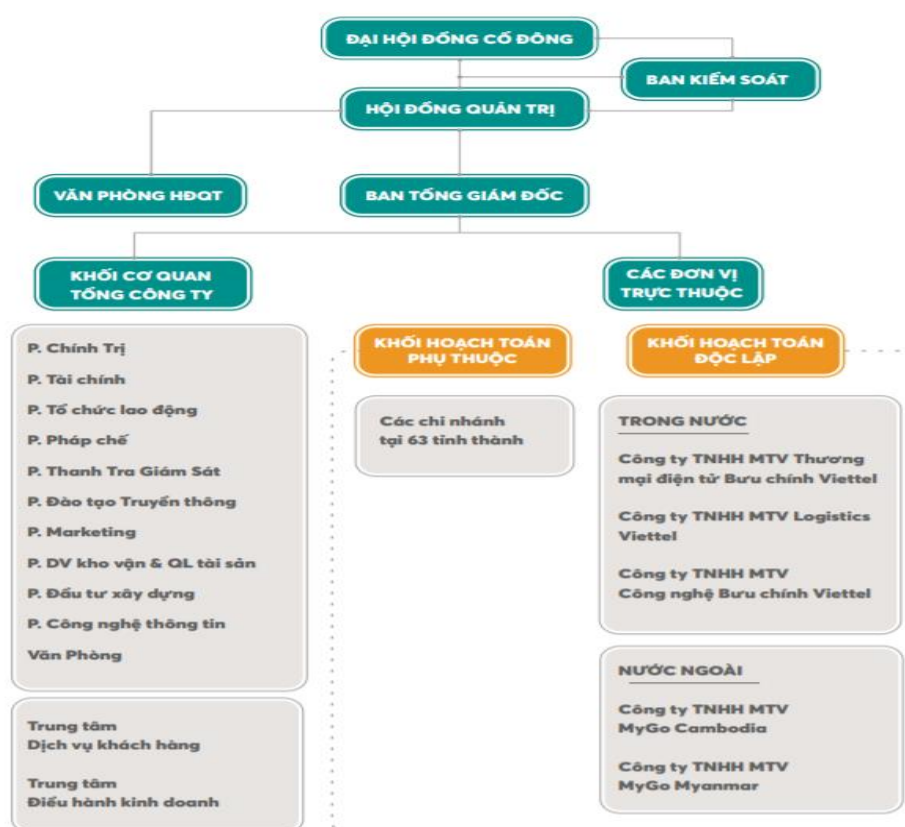 ĐẠI HỘI ĐỒNG CỔ ĐÔNG
BAN KIỂM SOÁT
HỘI ĐỒNG QUẢN TRỊ
VĂN PHÒNG HĐQT
BAN TỔNG GIÁM ĐỐC
KHỐI CƠ QUAN
TỔNG CÔNG TY
CÁC ĐƠN VỊ
TRỰC THUỘC
P. Chính Trị
P. Tài chính
P. Tổ chức lao động
P. Pháp chế
P. Thanh Tra Giám Sát
P. Đào tạo Truyền thông
P. Marketing
P. DV kho vận & QL tài sản
P. Đầu tư xây dựng
P. Công nghệ thông tin
Văn Phòng
Trung tâm
Dịch vụ khách hàng
Trung tâm
Điều hành kinh doanh
KHỐI HOẠCH TOÁN
PHỤ THUỘC
Các chi nhánh
tại 63 tỉnh thành
KHỐI HOẠCH TOÁN
ĐỘC LẬP
TRONG NƯỚC
Công ty TNHH MTV Thương
mại điện tử Bưu chính Viettel
Công ty TNHH MTV Logistics
Viettel
Công ty TNHH MTV
Công nghệ Bưu chính Viettel
NƯỚC NGOÀI
Công ty TNHH MTV
MyGo Cambodia
Công ty TNHH MTV
MyGo Myanmar